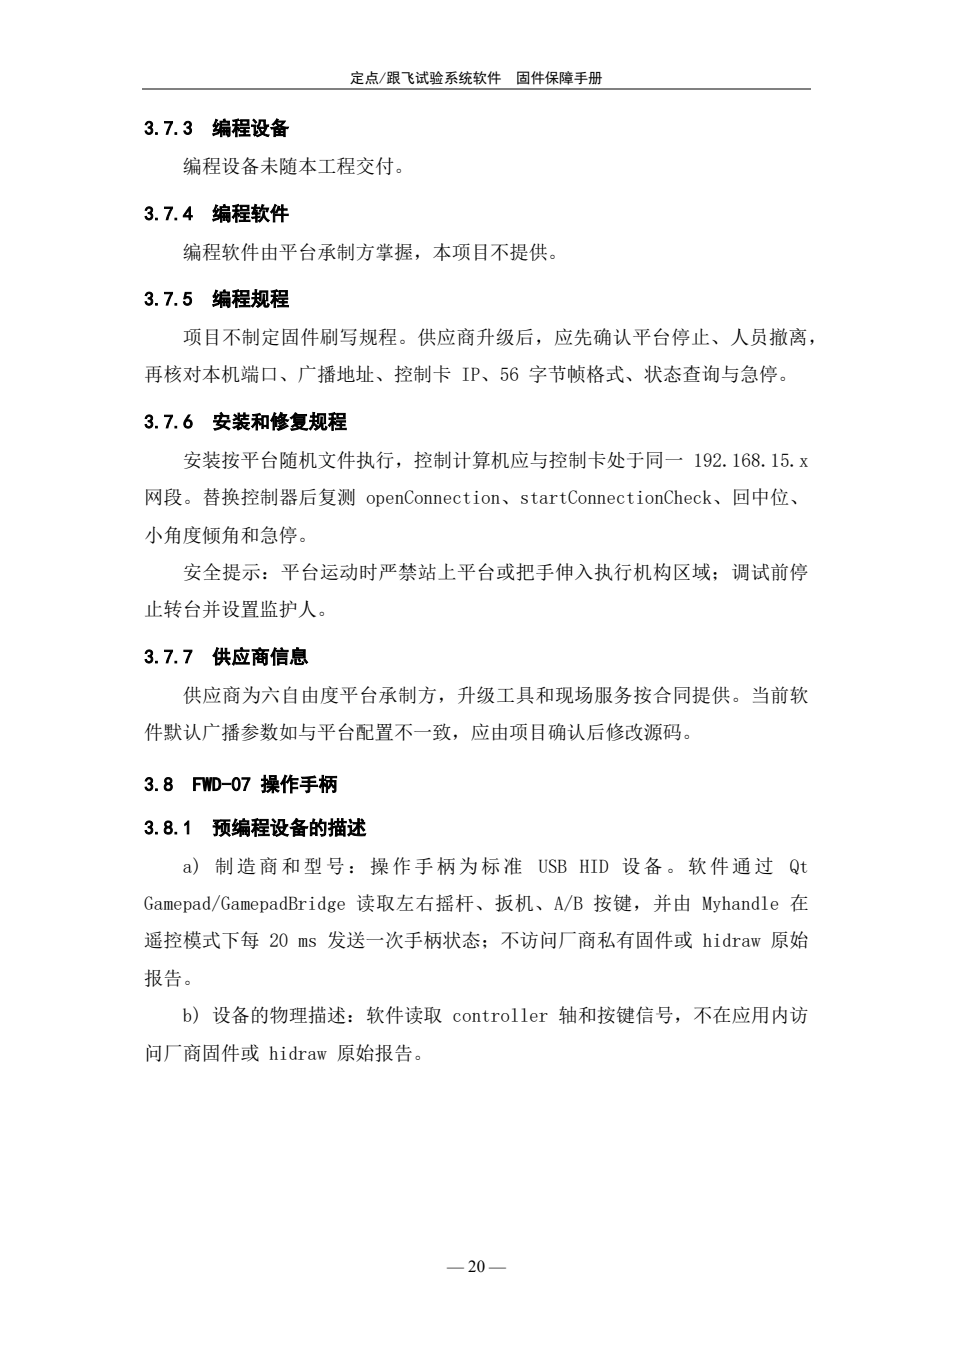 定点/跟飞试验系统软件　固件保障手册
3.7.3　编程设备
编程设备未随本工程交付。
3.7.4　编程软件
编程软件由平台承制方掌握，本项目不提供。
3.7.5　编程规程
项目不制定固件刷写规程。供应商升级后，应先确认平台停止、人员撤离，
再核对本机端口、广播地址、控制卡 IP、56 字节帧格式、状态查询与急停。
3.7.6　安装和修复规程
安装按平台随机文件执行，控制计算机应与控制卡处于同一 192.168.15.x
网段。替换控制器后复测 openConnection、startConnectionCheck、回中位、
小角度倾角和急停。
安全提示：平台运动时严禁站上平台或把手伸入执行机构区域；调试前停
止转台并设置监护人。
3.7.7　供应商信息
供应商为六自由度平台承制方，升级工具和现场服务按合同提供。当前软
件默认广播参数如与平台配置不一致，应由项目确认后修改源码。
3.8　FWD-07 操作手柄
3.8.1　预编程设备的描述
a) 制造商和型号：操作手柄为标准 USB HID 设备。软件通过 Qt
Gamepad/GamepadBridge 读取左右摇杆、扳机、A/B 按键，并由 Myhandle 在
遥控模式下每 20 ms 发送一次手柄状态；不访问厂商私有固件或 hidraw 原始
报告。
b) 设备的物理描述：软件读取 controller 轴和按键信号，不在应用内访
问厂商固件或 hidraw 原始报告。
— 20 —